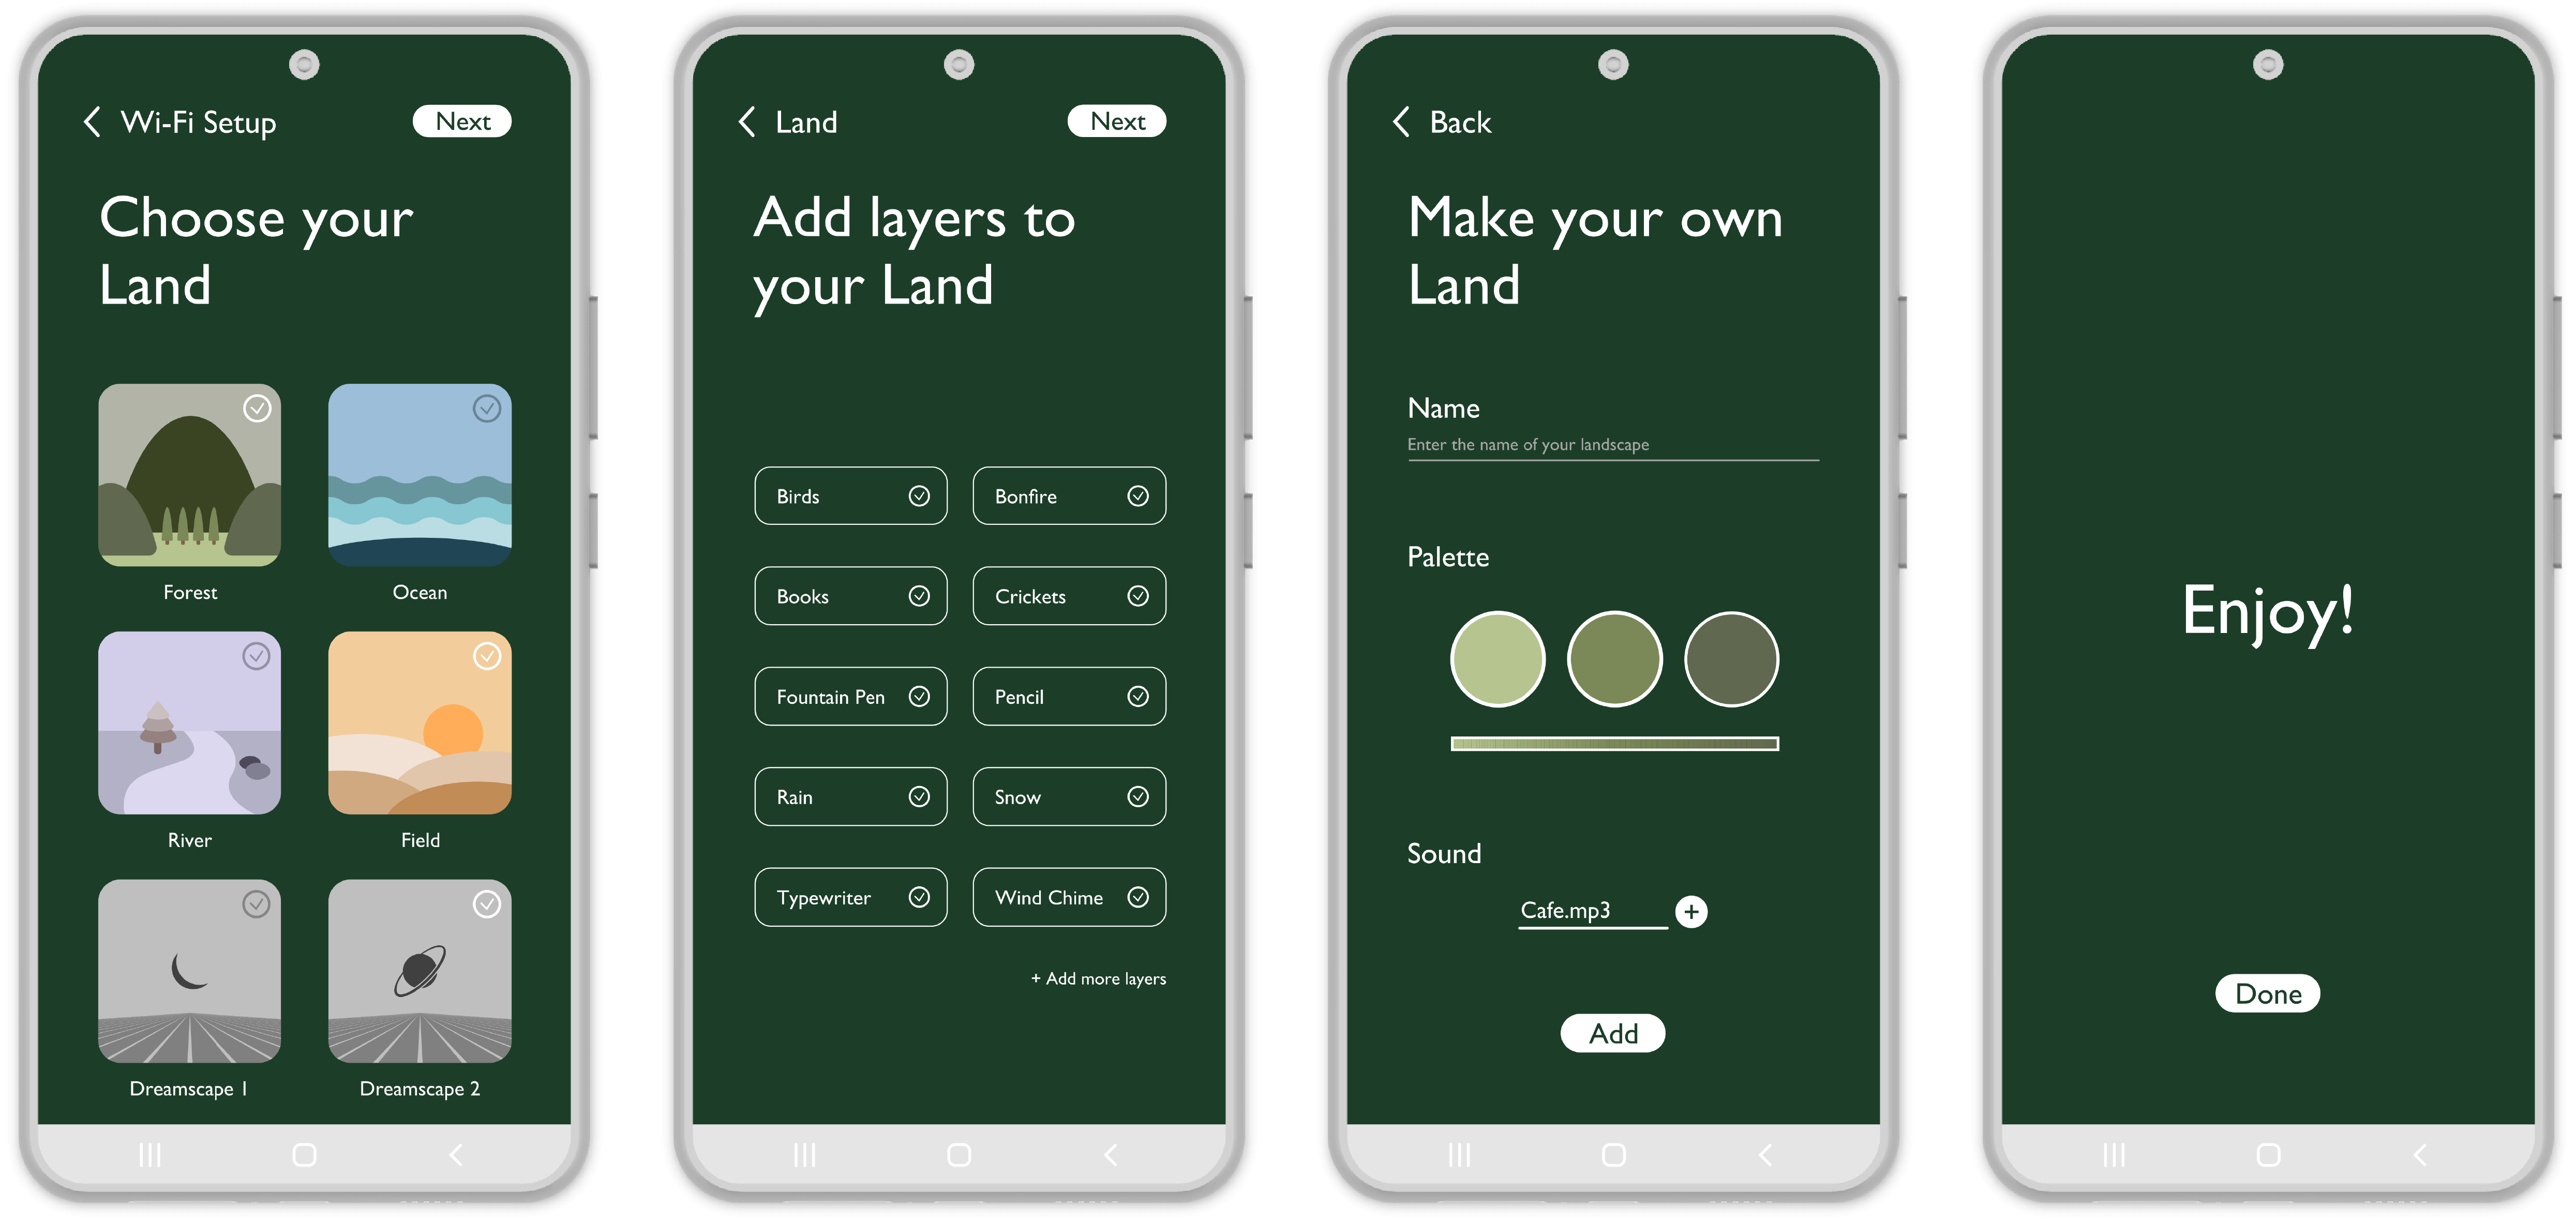 Wi-Fi Setup
Next
Choose your
Land
Forest
Ocean
River
Field
Dreamscape 1
Dreamscape 2
Land
Next
Add layers to
your Land
Birds
Bonfire
Books
Crickets
Fountain Pen
Pencil
Rain
Snow
Typewriter
Wind Chime
+ Add more layers
Back
Make your own
Land
Name
Enter the name of your landscape
Palette
Sound
Cafe.mp3
Add
Enjoy!
Done